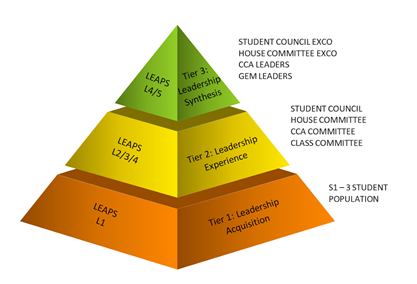 LEAPS
L4/5
Tier 3:
Leadership
Synthesis
STUDENT COUNCIL EXCO
HOUSE COMMITTEE EXCO
CCA LEADERS
GEM LEADERS
LEAPS
L2/3/4
Tier 2: Leadership
Experience
STUDENT COUNCIL
HOUSE COMMITTEE
CCA COMMITTEE
CLASS COMMITTEE
LEAPS
L1
Tier 1: Leadership
Acquisition
S1 – 3 STUDENT
POPULATION